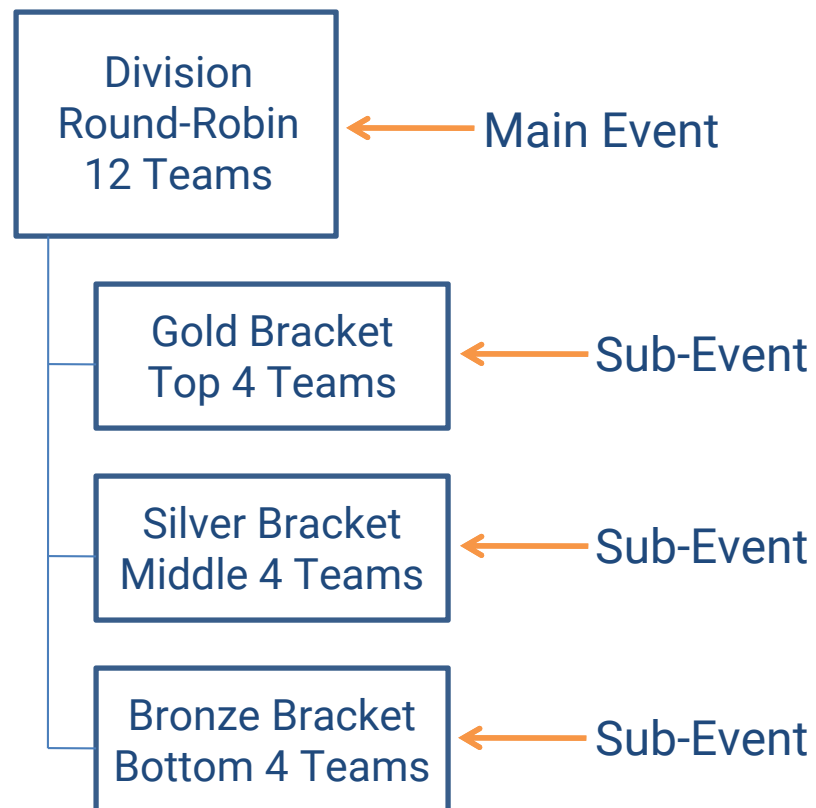 Division
Round-Robin
12 Teams
Main Event
Gold Bracket
Top 4 Teams
Sub-Event
Silver Bracket
Middle 4 Teams
Sub-Event
Bronze Bracket
Bottom 4 Teams
Sub-Event